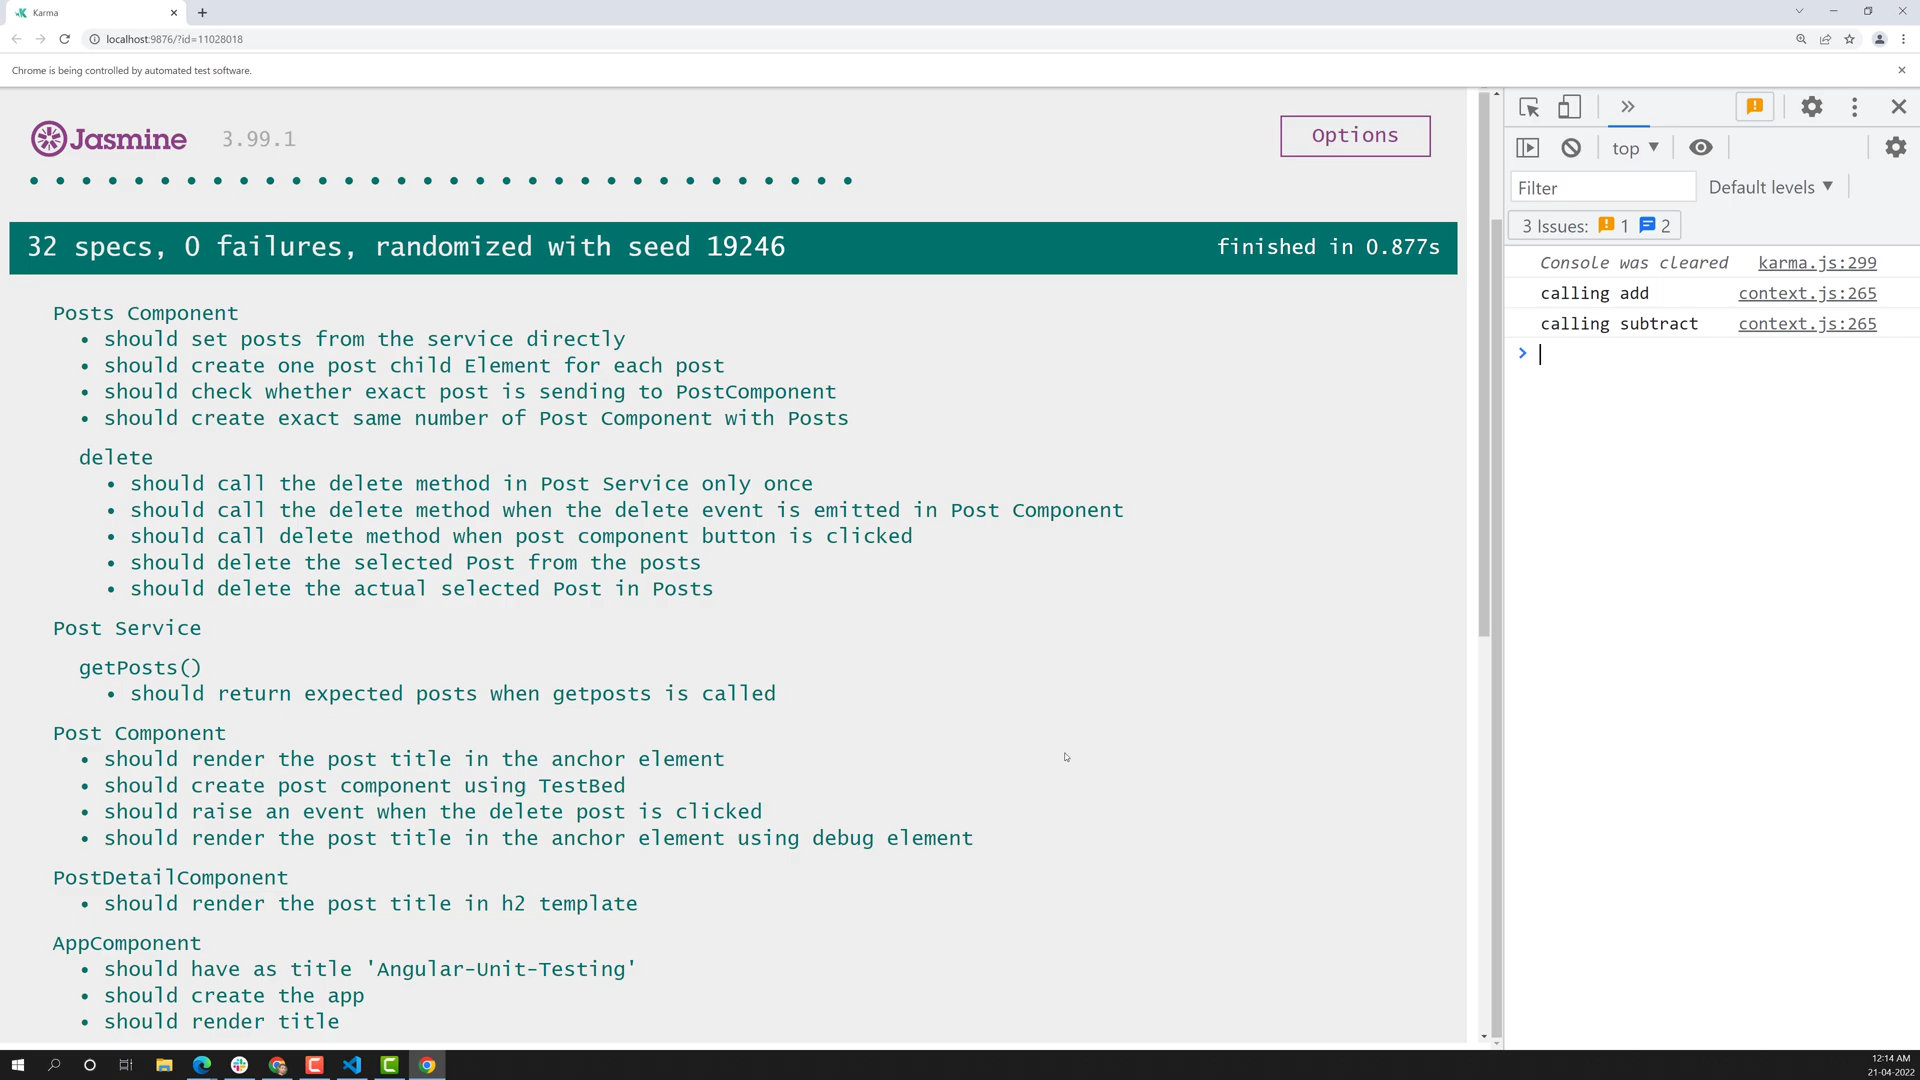 Karma
localhost:9876/?id=11028018
Chrome is being controlled by automated test software.
Jasmine 3.99.1
Options
32 specs, 0 failures, randomized with seed 19246
finished in 0.877s
Posts Component
• should set posts from the service directly
• should create one post child Element for each post
• should check whether exact post is sending to PostComponent
• should create exact same number of Post Component with Posts
delete
• should call the delete method in Post Service only once
• should call the delete method when the delete event is emitted in Post Component
• should call delete method when post component button is clicked
• should delete the selected Post from the posts
• should delete the actual selected Post in Posts
Post Service
getPosts()
• should return expected posts when getposts is called
Post Component
• should render the post title in the anchor element
• should create post component using TestBed
• should raise an event when the delete post is clicked
• should render the post title in the anchor element using debug element
PostDetailComponent
• should render the post title in h2 template
AppComponent
• should have as title 'Angular-Unit-Testing'
• should create the app
• should render title
top
Filter
Default levels
3 Issues: 1 2
Console was cleared karma.js:299
calling add context.js:265
calling subtract context.js:265
12:14 AM
21-04-2022